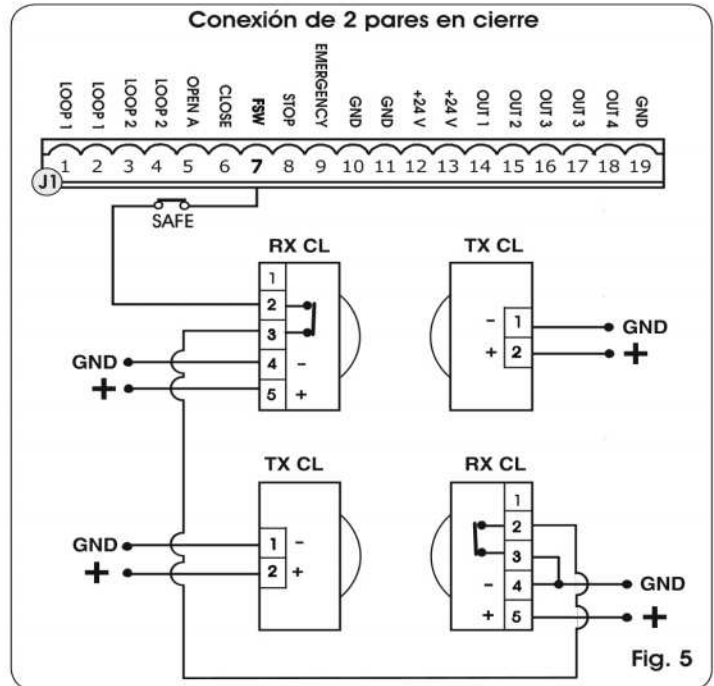 Conexión de 2 pares en cierre
LOOP 1 LOOP 1 LOOP 2 LOOP 2 OPEN A CLOSE FSW STOP EMERGENCY GND GND +24 V +24 V OUT 1 OUT 2 OUT 3 OUT 3 OUT 4 GND
1 2 3 4 5 6 7 8 9 10 11 12 13 14 15 16 17 18 19
J1
SAFE
RX CL
1
2
3
GND 4 -
+ 5 +
TX CL
- 1 GND
+ 2 +
TX CL
GND 1 -
+ 2 +
RX CL
1
2
3
- 4 GND
+ 5 +
Fig. 5